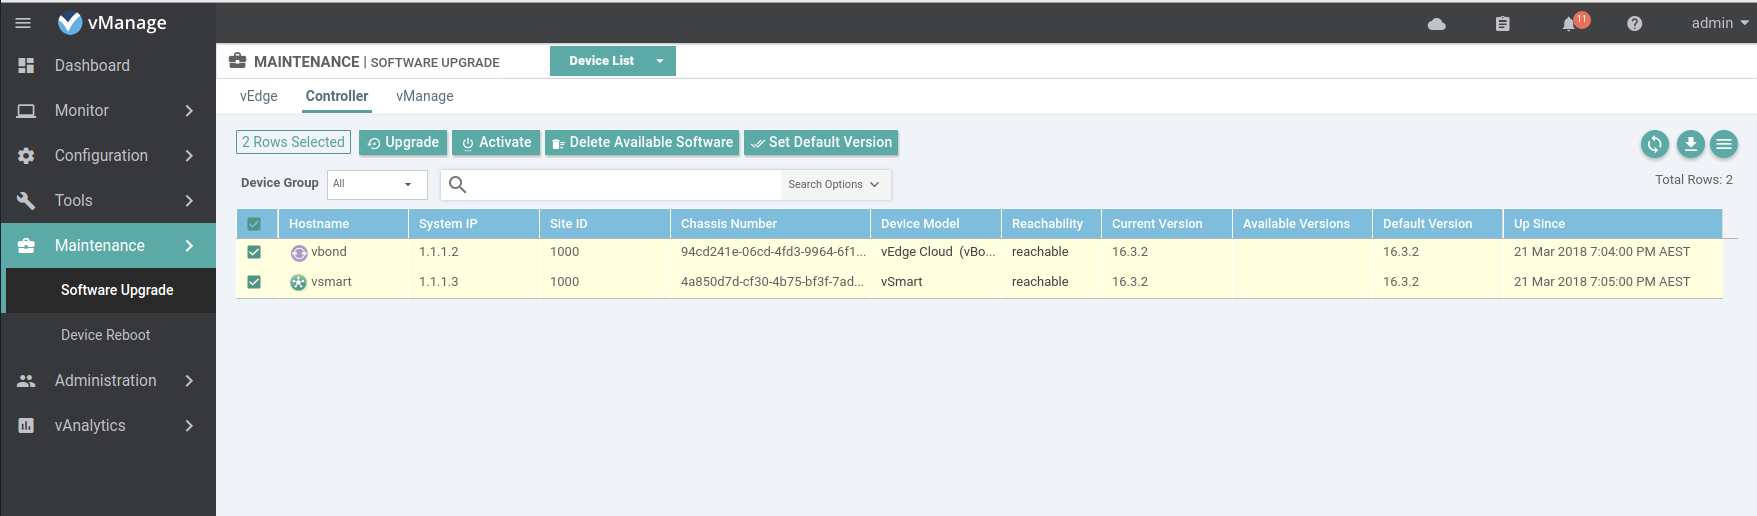 vManage
11
admin
Dashboard
Monitor
Configuration
Tools
Maintenance
Software Upgrade
Device Reboot
Administration
vAnalytics
MAINTENANCE | SOFTWARE UPGRADE
Device List
vEdge Controller vManage
2 Rows Selected Upgrade Activate Delete Available Software Set Default Version
Device Group All Search Options Total Rows: 2
Hostname System IP Site ID Chassis Number Device Model Reachability Current Version Available Versions Default Version Up Since
vbond 1.1.1.2 1000 94cd241e-06cd-4fd3-9964-6f1... vEdge Cloud (vBo... reachable 16.3.2 16.3.2 21 Mar 2018 7:04:00 PM AEST
vsmart 1.1.1.3 1000 4a850d7d-cf30-4b75-bf3f-7ad... vSmart reachable 16.3.2 16.3.2 21 Mar 2018 7:05:00 PM AEST